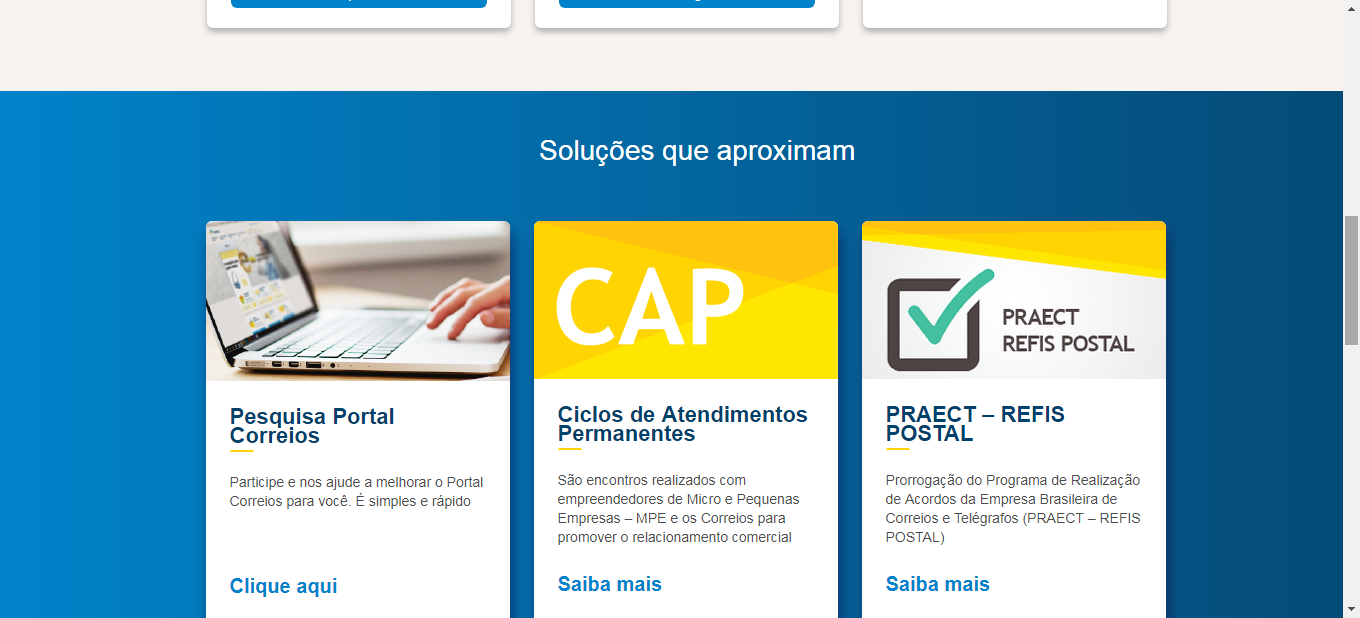 Soluções que aproximam
CAP
PRAECT
REFIS POSTAL
Pesquisa Portal
Correios
Participe e nos ajude a melhorar o Portal
Correios para você. É simples e rápido
Clique aqui
Ciclos de Atendimentos
Permanentes
São encontros realizados com
empreendedores de Micro e Pequenas
Empresas – MPE e os Correios para
promover o relacionamento comercial
Saiba mais
PRAECT – REFIS
POSTAL
Prorrogação do Programa de Realização
de Acordos da Empresa Brasileira de
Correios e Telégrafos (PRAECT – REFIS
POSTAL)
Saiba mais